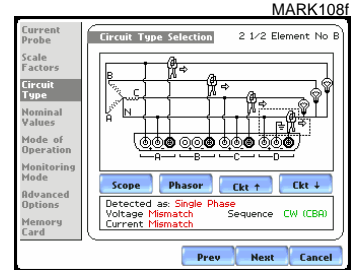 MARK108f
Current
Probe
Scale
Factors
Circuit
Type
Nominal
Values
Mode of
Operation
Monitoring
Mode
Advanced
Options
Memory
Card
Circuit Type Selection 2 1/2 Element No B
B
C
N
A
A B C D
Scope Phasor Ckt ↑ Ckt ↓
Detected as: Single Phase
Voltage Mismatch Sequence CW (CBA)
Current Mismatch
Prev Next Cancel